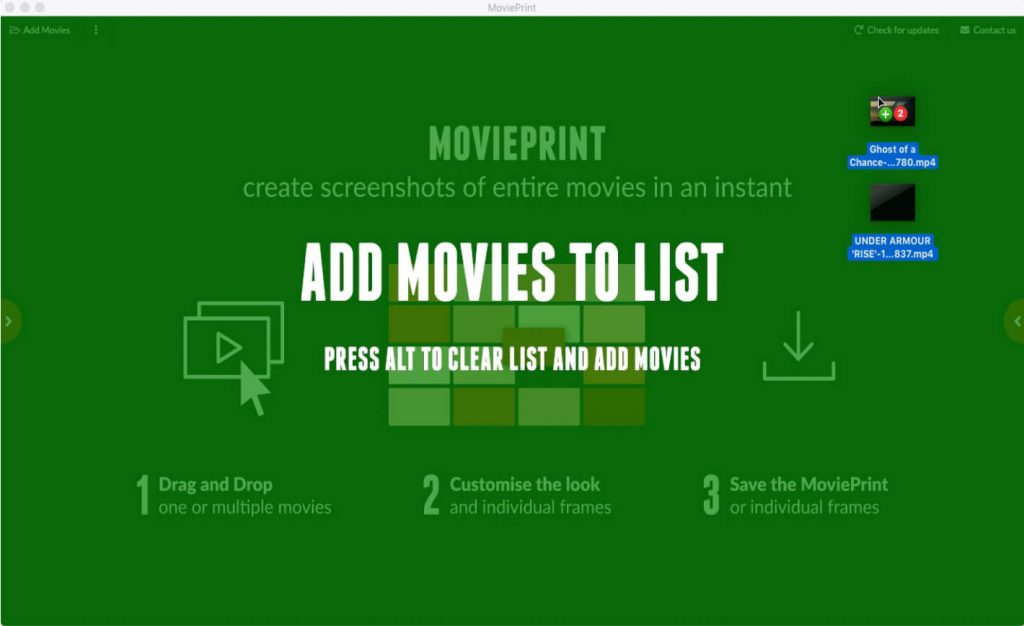 MoviePrint
Add Movies
Check for updates
Contact us
2
Ghost of a
Chance-...780.mp4
UNDER ARMOUR
'RISE'-1...837.mp4
MOVIEPRINT
create screenshots of entire movies in an instant
ADD MOVIES TO LIST
PRESS ALT TO CLEAR LIST AND ADD MOVIES
1 Drag and Drop
one or multiple movies
2 Customise the look
and individual frames
3 Save the MoviePrint
or individual frames